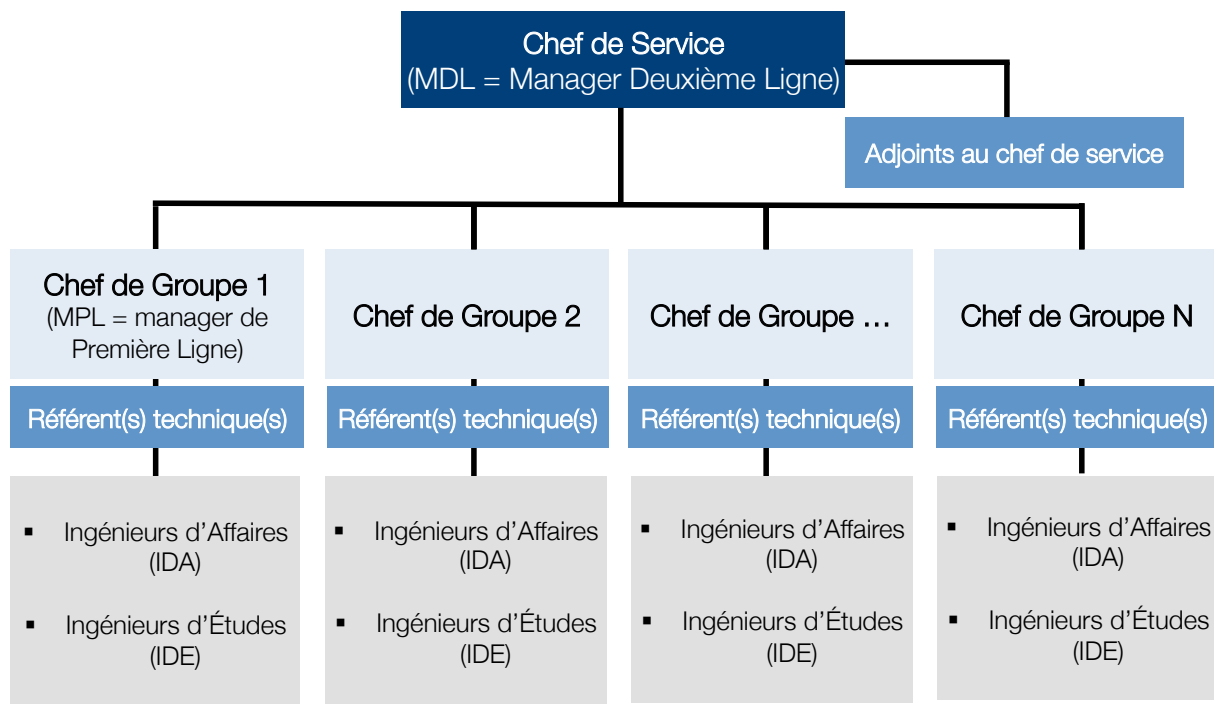 Chef de Service
(MDL = Manager Deuxième Ligne)
Adjoints au chef de service
Chef de Groupe 1
(MPL = manager de
Première Ligne)
Chef de Groupe 2
Chef de Groupe ...
Chef de Groupe N
Référent(s) technique(s)
Référent(s) technique(s)
Référent(s) technique(s)
Référent(s) technique(s)
▪ Ingénieurs d’Affaires
(IDA)
▪ Ingénieurs d’Études
(IDE)
▪ Ingénieurs d’Affaires
(IDA)
▪ Ingénieurs d’Études
(IDE)
▪ Ingénieurs d’Affaires
(IDA)
▪ Ingénieurs d’Études
(IDE)
▪ Ingénieurs d’Affaires
(IDA)
▪ Ingénieurs d’Études
(IDE)